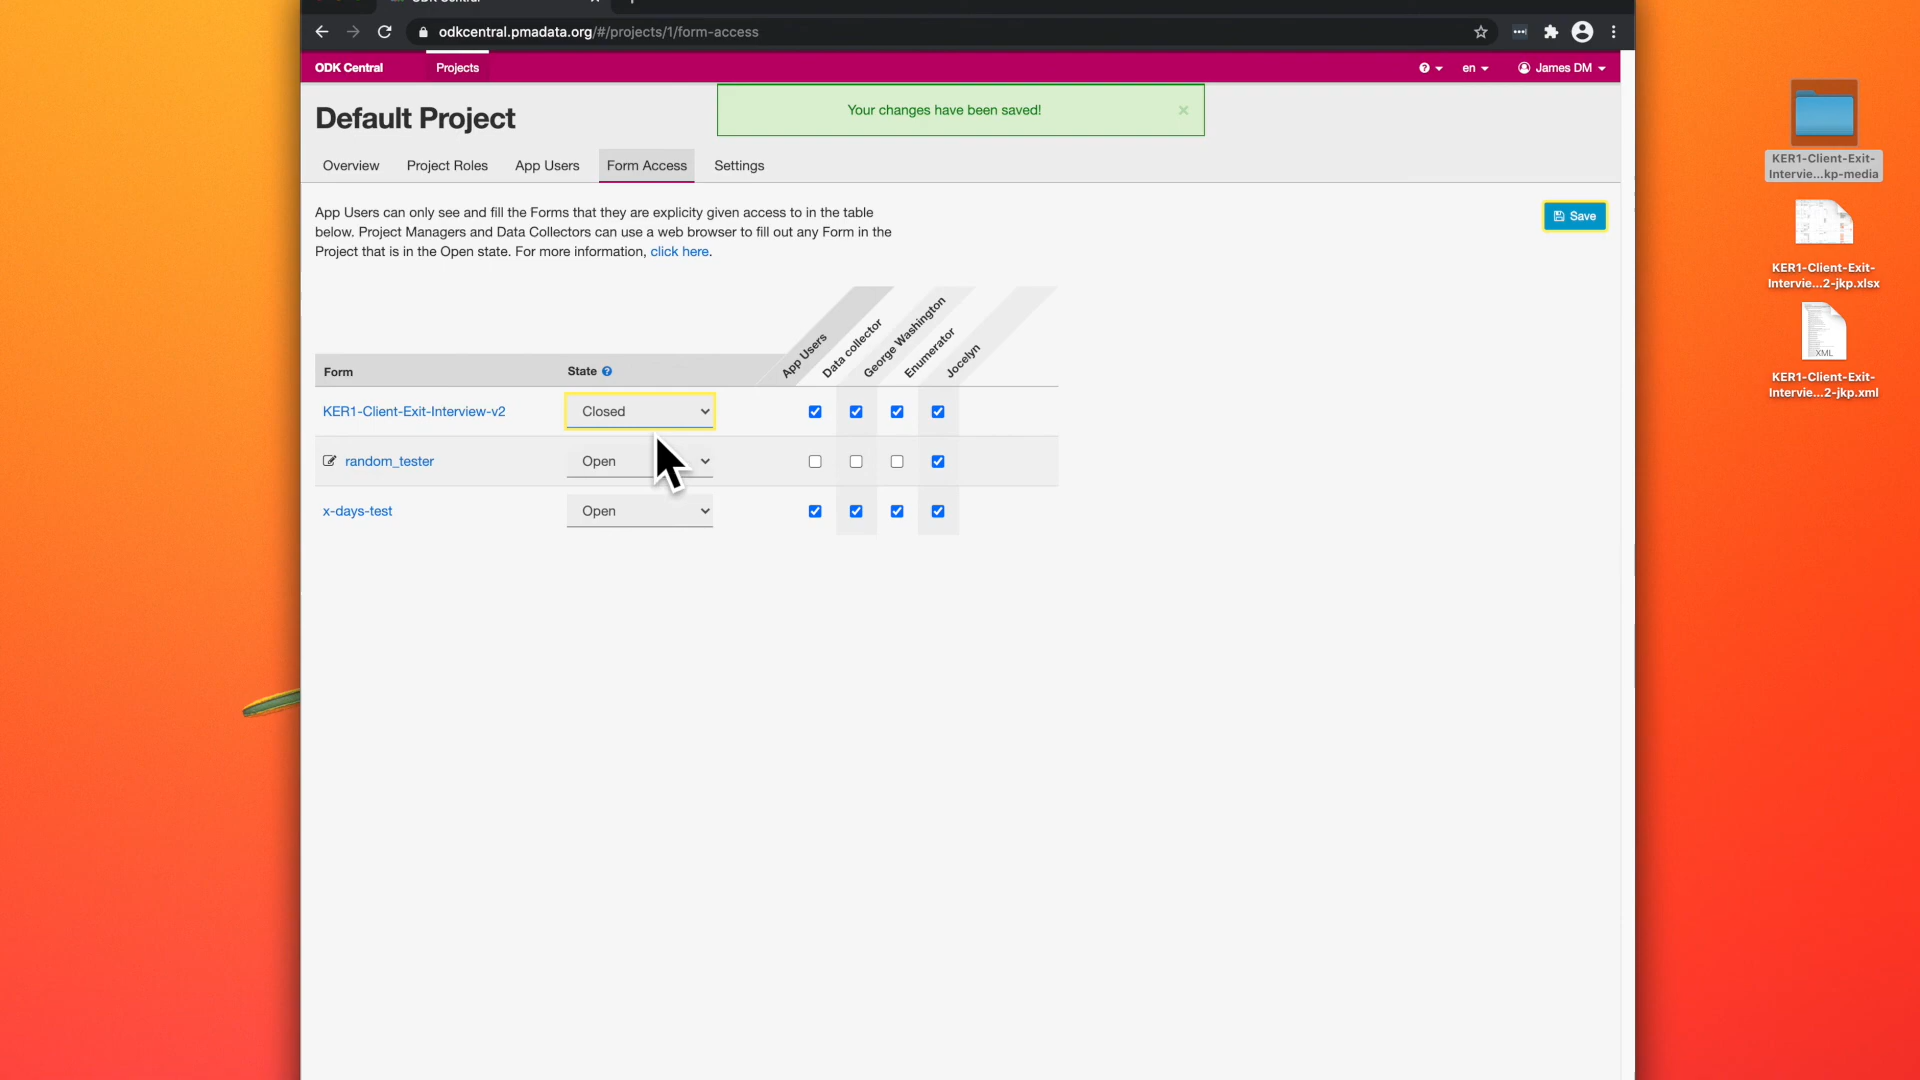 odkcentral.pmadata.org/#/projects/1/form-access
ODK Central
Projects
en
James DM
Default Project
Your changes have been saved!
×
Overview
Project Roles
App Users
Form Access
Settings
App Users can only see and fill the Forms that they are explicity given access to in the table
below. Project Managers and Data Collectors can use a web browser to fill out any Form in the
Project that is in the Open state. For more information, click here.
Save
Form
State ?
App Users
Data collector
George Washington
Enumerator
Jocelyn
KER1-Client-Exit-Interview-v2
Closed
random_tester
Open
x-days-test
Open
KER1-Client-Exit-
Intervie...kp-media
KER1-Client-Exit-
Intervie...2-jkp.xlsx
XML
KER1-Client-Exit-
Intervie...2-jkp.xml